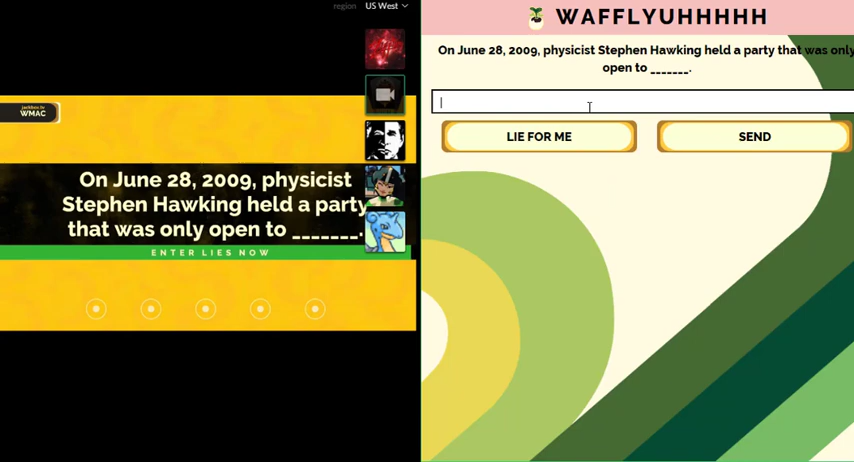 region US West
jackbox.tv
WMAC
On June 28, 2009, physicist
Stephen Hawking held a party
that was only open to _______.
ENTER LIES NOW
WAFFLYUHHHHH
On June 28, 2009, physicist Stephen Hawking held a party that was only
open to _______.
LIE FOR ME
SEND